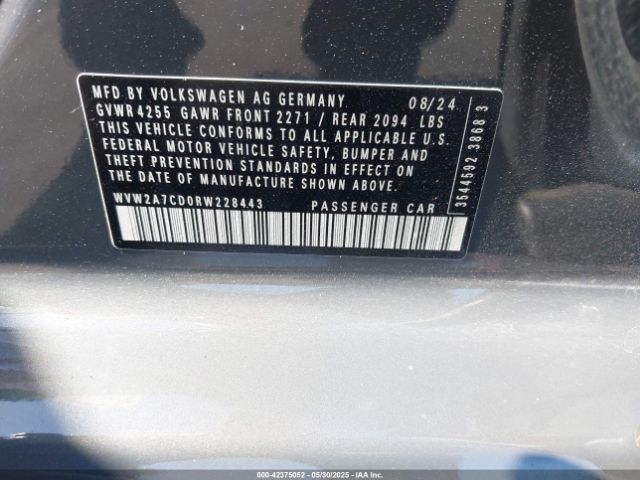 MFD BY VOLKSWAGEN AG GERMANY 08/24
GVWR 4255 GAWR FRONT 2271 / REAR 2094 LBS
THIS VEHICLE CONFORMS TO ALL APPLICABLE U.S.
FEDERAL MOTOR VEHICLE SAFETY, BUMPER AND
THEFT PREVENTION STANDARDS IN EFFECT ON
THE DATE OF MANUFACTURE SHOWN ABOVE.
WVW2A7CD0RW228443 PASSENGER CAR
3544592 3868 3
000-42375052 - 05/30/2025 - IAAI.COM